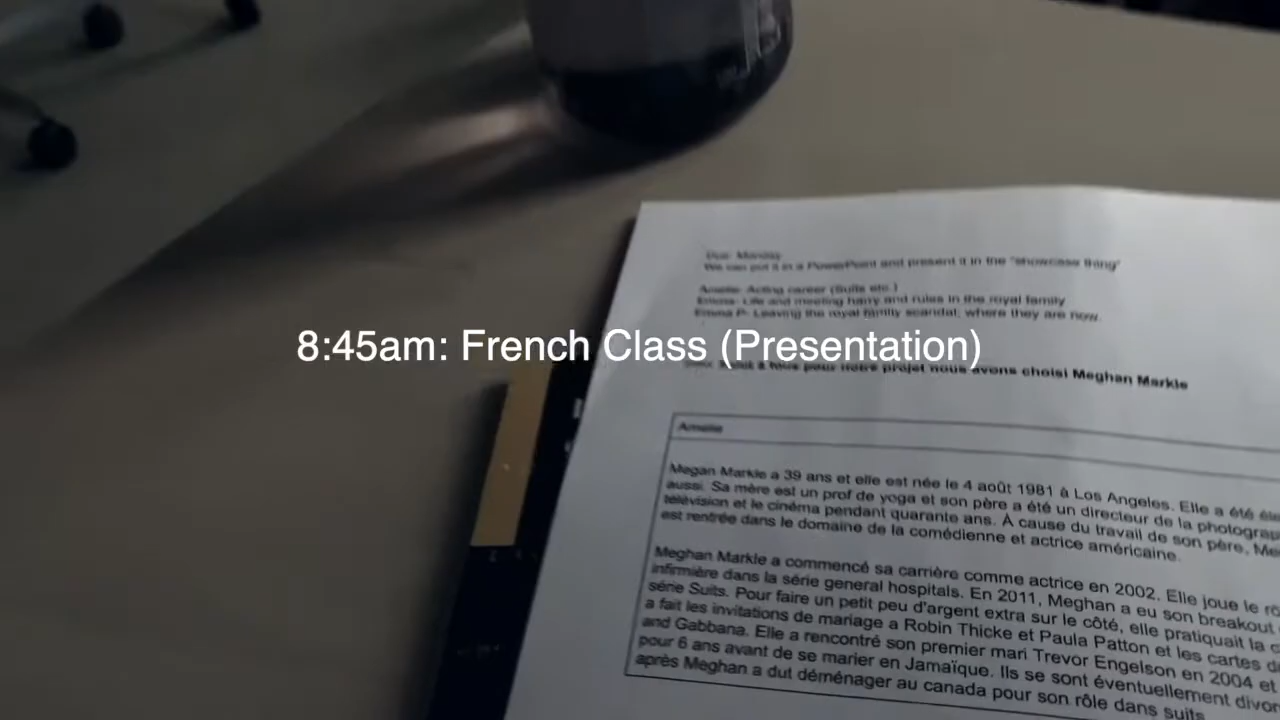 Due: Monday
We can put it in a PowerPoint and present it in the "showcase thing"
Amelie: Acting career (Suits etc.)
Emma- Life and meeting harry and rules in the royal family
Emma P- Leaving the royal family scandal, where they are now.
8:45am: French Class (Presentation)
à tous pour notre projet nous avons choisi Meghan Markle
Amelie
Megan Markle a 39 ans et elle est née le 4 août 1981 à Los Angeles. Elle a été
aussi. Sa mère est un prof de yoga et son père a été un directeur de la
télévision et le cinéma pendant quarante ans. À cause du travail de son père,
est rentrée dans le domaine de la comédienne et actrice américaine.
Meghan Markle a commencé sa carrière comme actrice en 2002. Elle joue le
infirmière dans la série general hospitals. En 2011, Meghan a eu son breakout
série Suits. Pour faire un petit peu d'argent extra sur le côté, elle pratiquait la
a fait les invitations de mariage a Robin Thicke et Paula Patton et les cartes
and Gabbana. Elle a rencontré son premier mari Trevor Engelson en 2004 et
pour 6 ans avant de se marier en Jamaïque. Ils se sont éventuellement
après Meghan a dut déménager au canada pour son rôle dans suits.